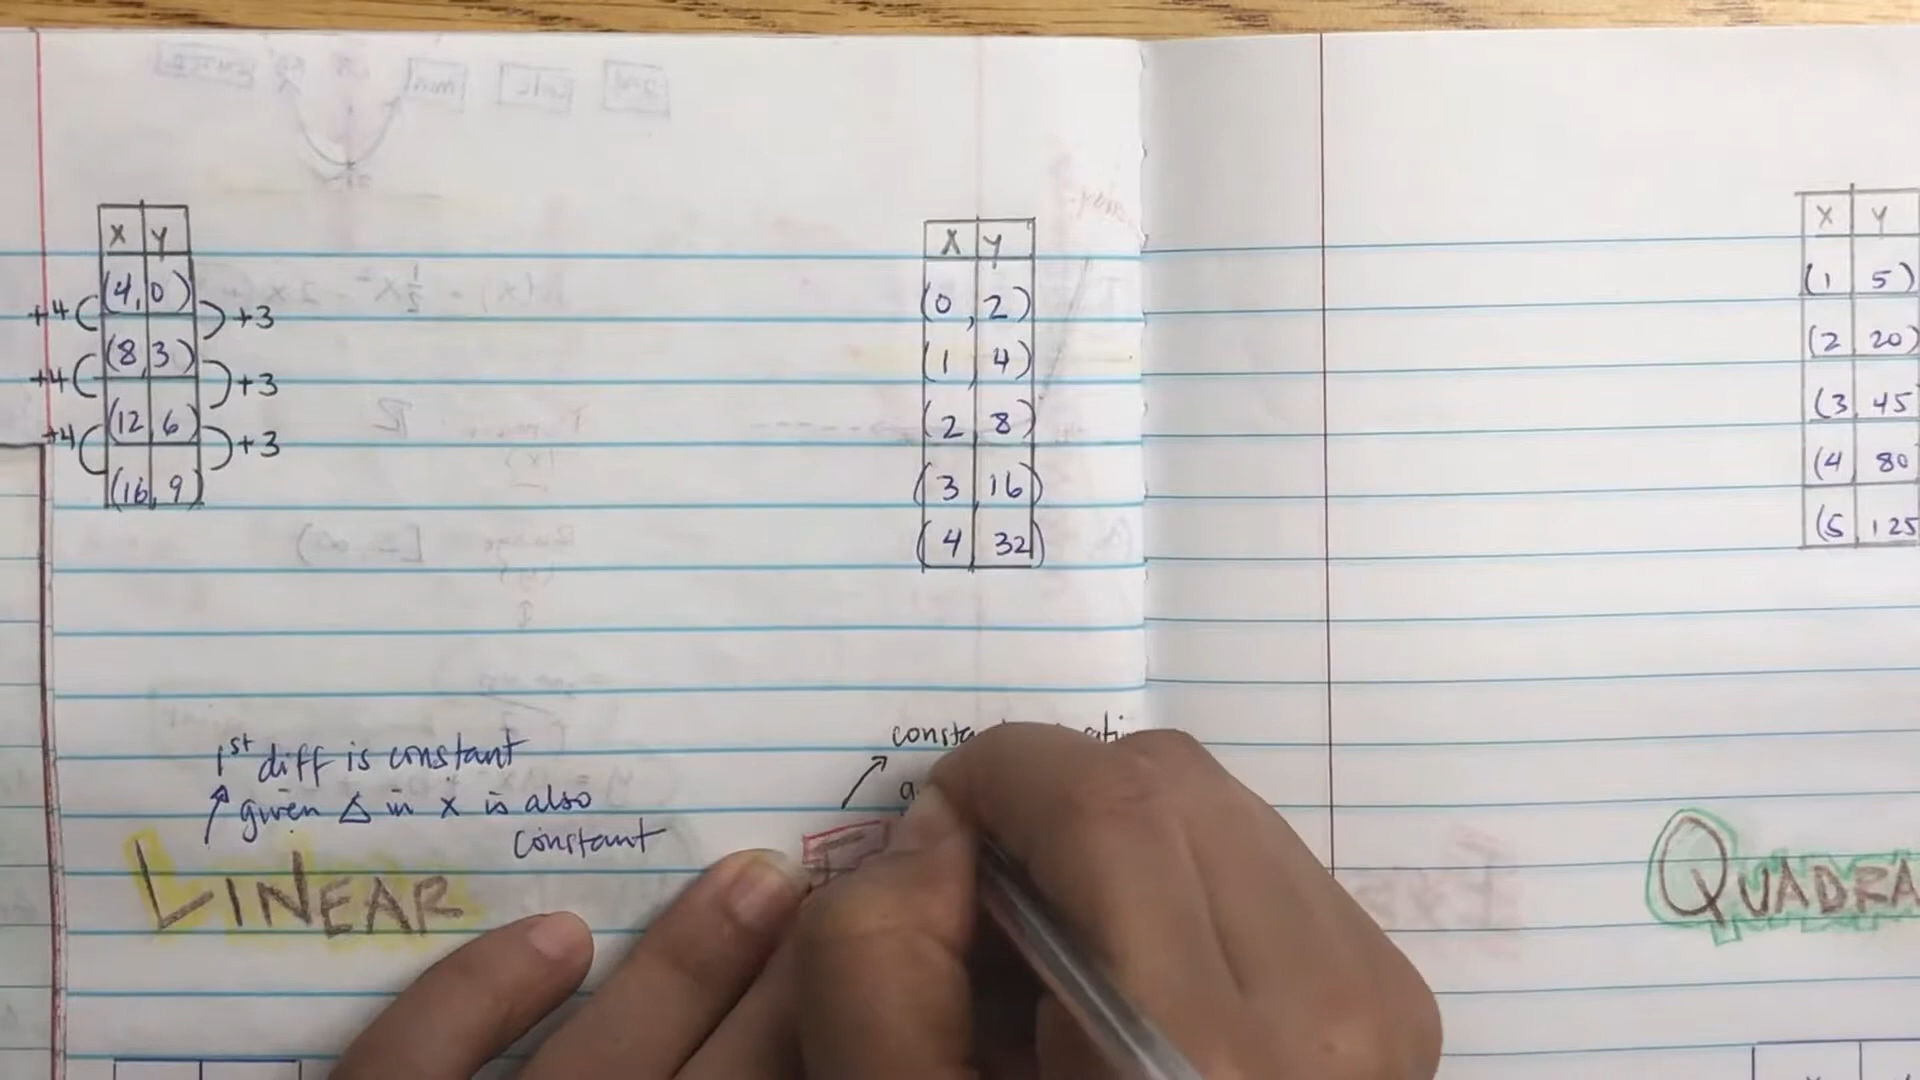 X Y
(4, 0)
(8, 3)
(12 6)
(16, 9)
+4
+4
+4
+3
+3
+3
X Y
(0, 2)
(1, 4)
(2, 8)
(3, 16)
(4 32)
X Y
(1 5)
(2 20)
(3 45
(4 80
(5 125
1st diff is constant
given Δ in x is also
constant
LINEAR
QUADRA